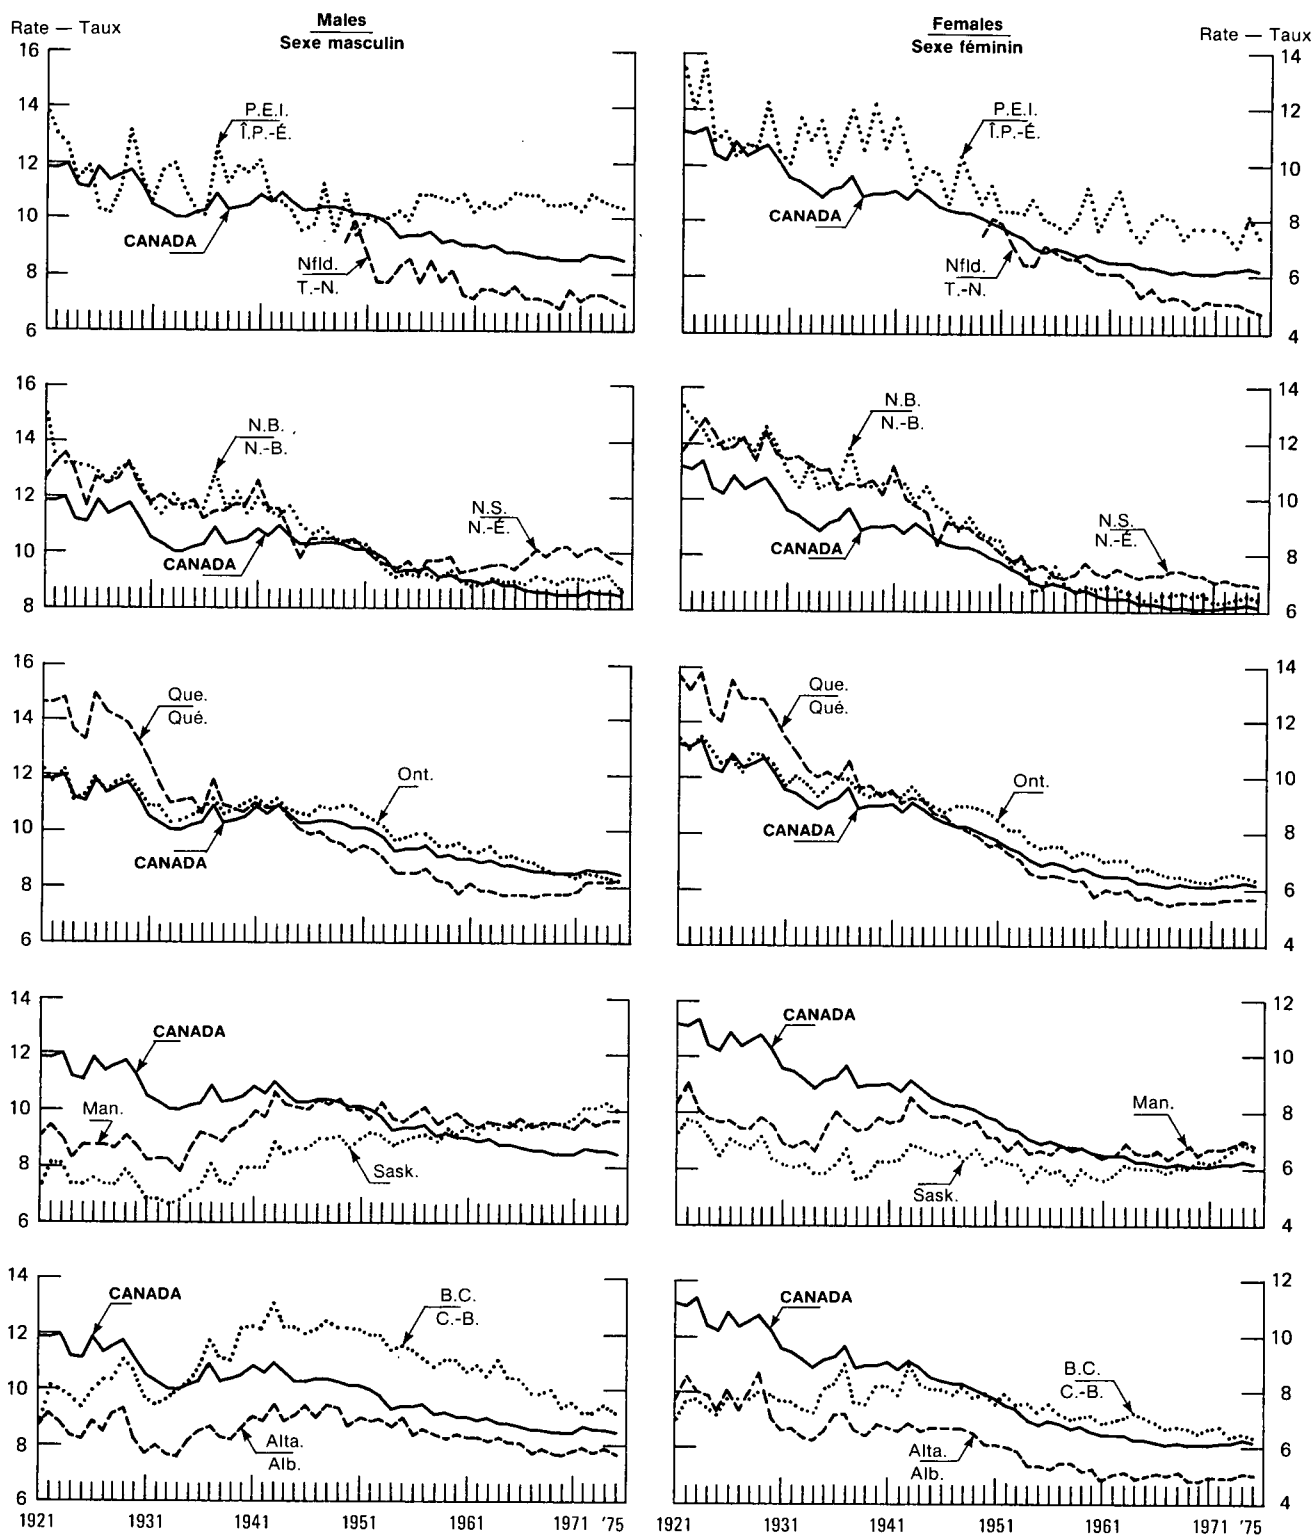 Rate — Taux
Males
Sexe masculin
Females
Sexe féminin
Rate — Taux
16
14
12
10
8
6
P.E.I.
Î.P.-É.
CANADA
Nfld.
T.-N.
14
12
10
8
6
4
P.E.I.
Î.P.-É.
CANADA
Nfld.
T.-N.
16
14
12
10
8
N.B.
N.-B.
N.S.
N.-É.
CANADA
14
12
10
8
6
N.B.
N.-B.
N.S.
N.-É.
CANADA
16
14
12
10
8
6
Que.
Qué.
Ont.
CANADA
14
12
10
8
6
4
Que.
Qué.
Ont.
CANADA
14
12
10
8
6
CANADA
Man.
Sask.
12
10
8
6
4
CANADA
Man.
Sask.
14
12
10
8
6
CANADA
B.C.
C.-B.
Alta.
Alb.
1921 1931 1941 1951 1961 1971 '75
12
10
8
6
4
CANADA
B.C.
C.-B.
Alta.
Alb.
1921 1931 1941 1951 1961 1971 '75